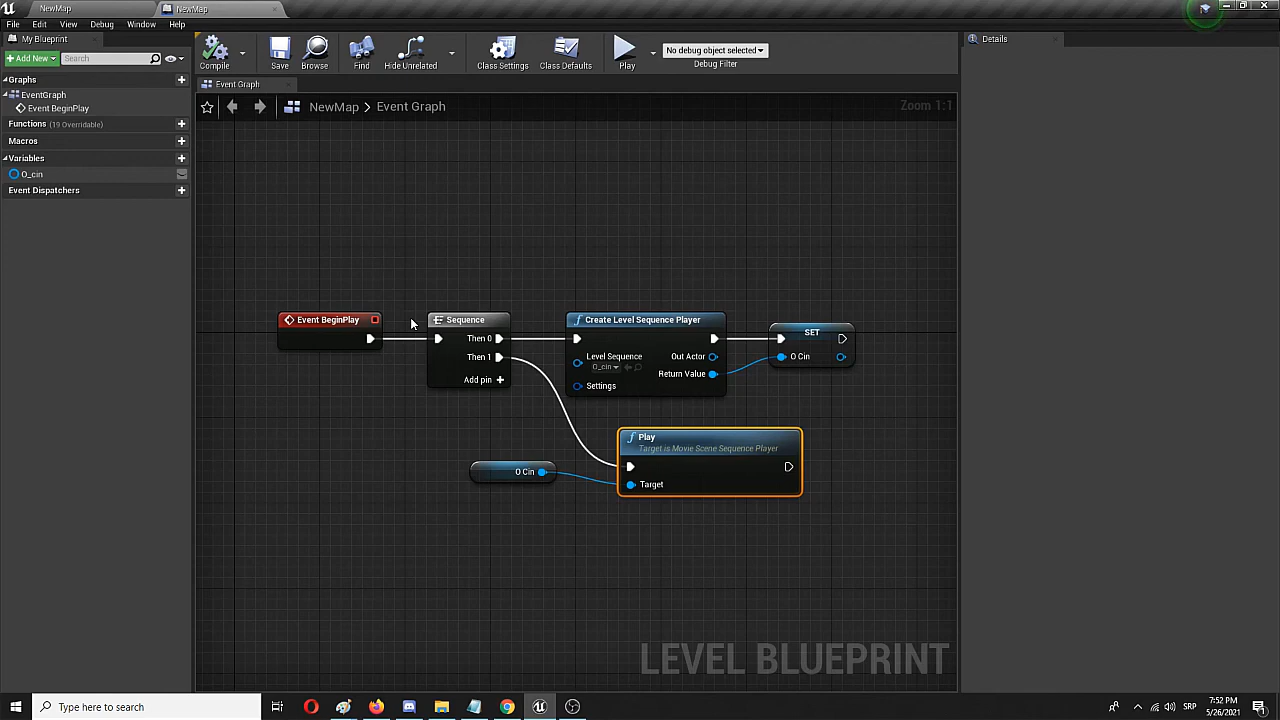 NewMap
NewMap
File Edit View Debug Window Help
My Blueprint
Add New
Search
Compile
Save
Browse
Find
Hide Unrelated
Class Settings
Class Defaults
Play
No debug object selected
Debug Filter
Details
Graphs
EventGraph
Event BeginPlay
Functions (19 Overridable)
Macros
Variables
O_cin
Event Dispatchers
Event Graph
NewMap > Event Graph
Zoom 1:1
Event BeginPlay
Sequence
Then 0
Then 1
Add pin
Create Level Sequence Player
Level Sequence
O_cin
Settings
Out Actor
Return Value
SET
O Cin
Play
Target is Movie Scene Sequence Player
Target
O Cin
LEVEL BLUEPRINT
Type here to search
SRP
7:52 PM
5/26/2021